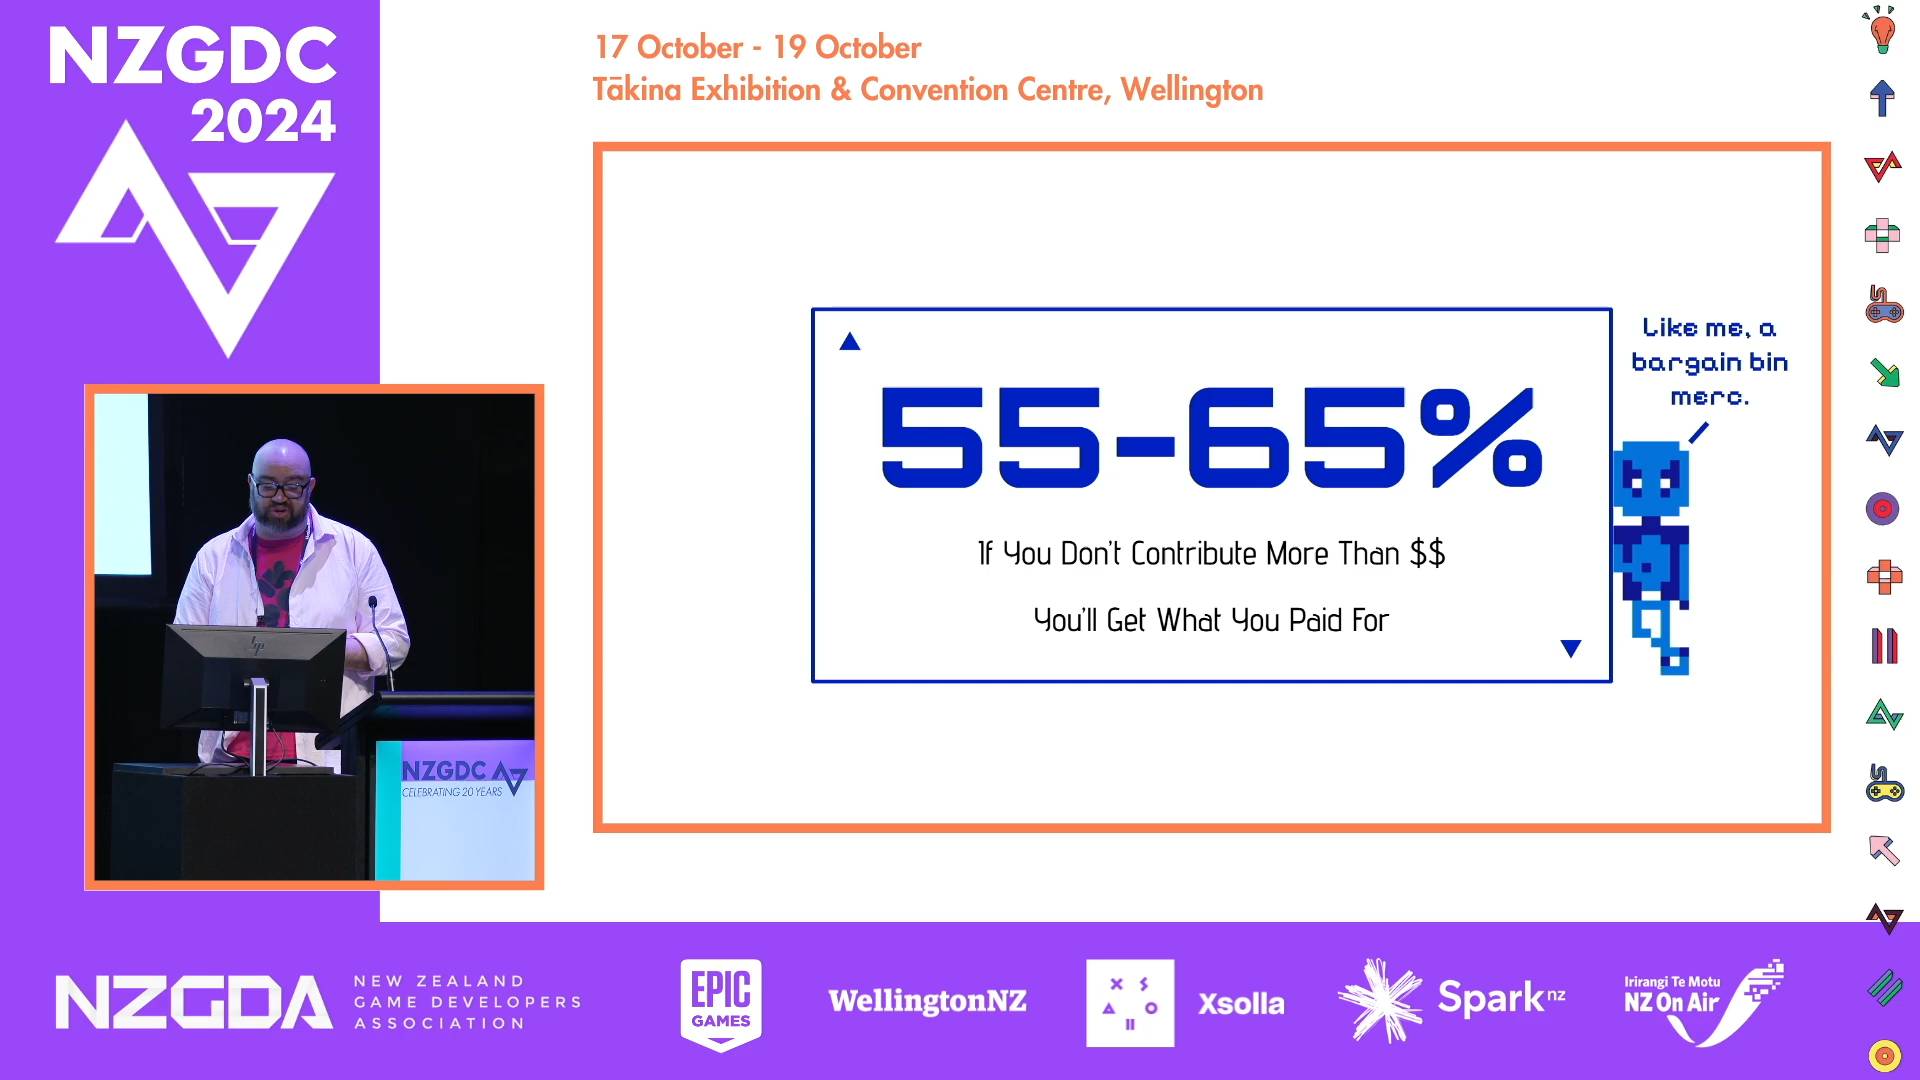 NZGDC
2024
17 October - 19 October
Tākina Exhibition & Convention Centre, Wellington
55-65%
If You Don't Contribute More Than $$
You'll Get What You Paid For
Like me, a
bargain bin
merc.
hp
NZGDC
CELEBRATING 20 YEARS
NZGDA
NEW ZEALAND
GAME DEVELOPERS
ASSOCIATION
EPIC
GAMES
WellingtonNZ
Xsolla
Spark nz
Irirangi Te Motu
NZ On Air